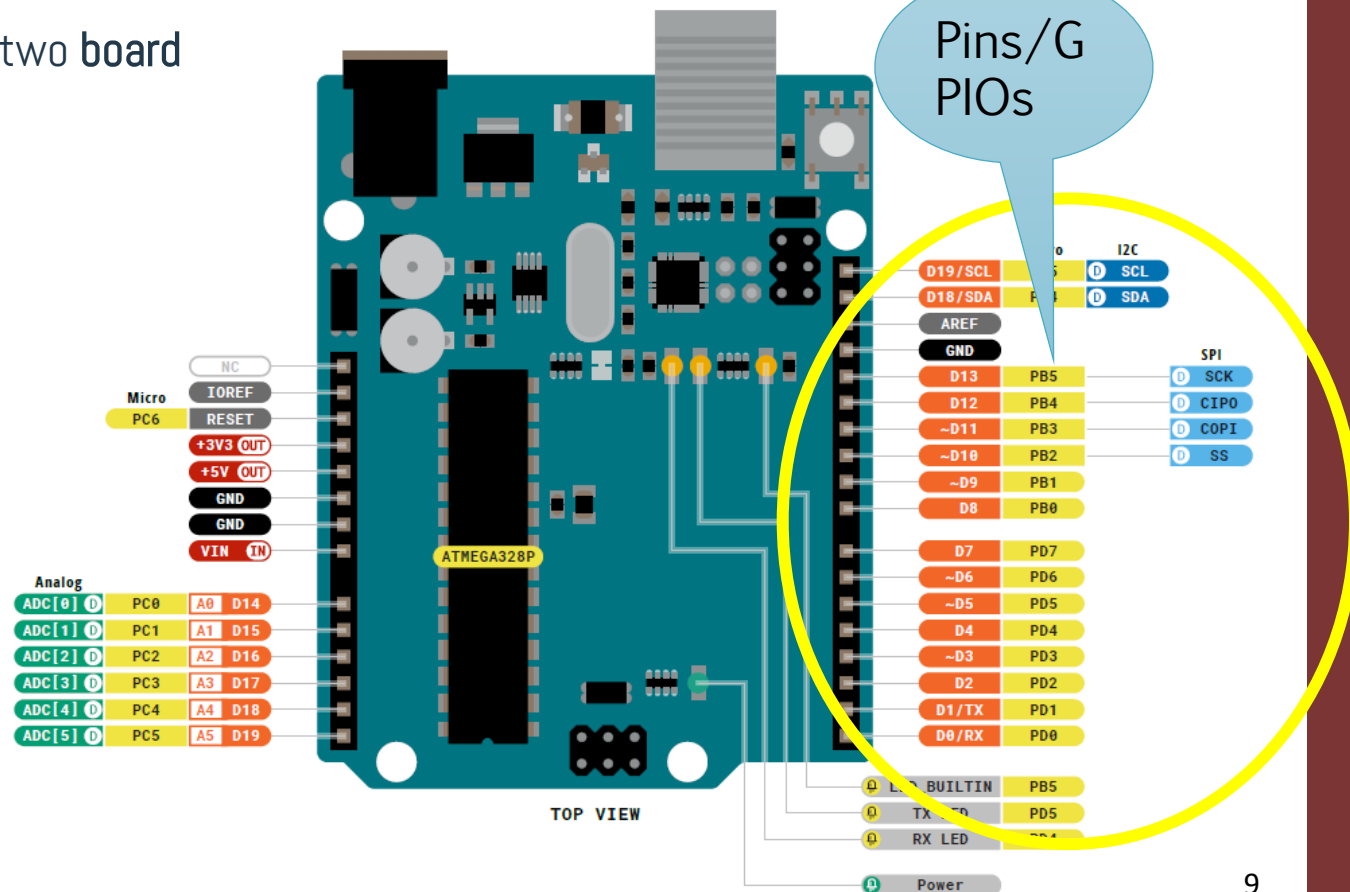 two board
Pins/G
PIOs
I2C
D19/SCL D SCL
D18/SDA D SDA
AREF
GND
SPI
D13 PB5 D SCK
D12 PB4 D CIPO
~D11 PB3 D COPI
~D10 PB2 D SS
~D9 PB1
D8 PB0
D7 PD7
~D6 PD6
~D5 PD5
D4 PD4
~D3 PD3
D2 PD2
D1/TX PD1
D0/RX PD0
NC
IOREF
Micro
PC6 RESET
+3V3 OUT
+5V OUT
GND
GND
VIN IN
Analog
ADC[0] D PC0 A0 D14
ADC[1] D PC1 A1 D15
ADC[2] D PC2 A2 D16
ADC[3] D PC3 A3 D17
ADC[4] D PC4 A4 D18
ADC[5] D PC5 A5 D19
ATMEGA328P
TOP VIEW
BUILTIN PB5
TX LED PD5
RX LED
Power
9